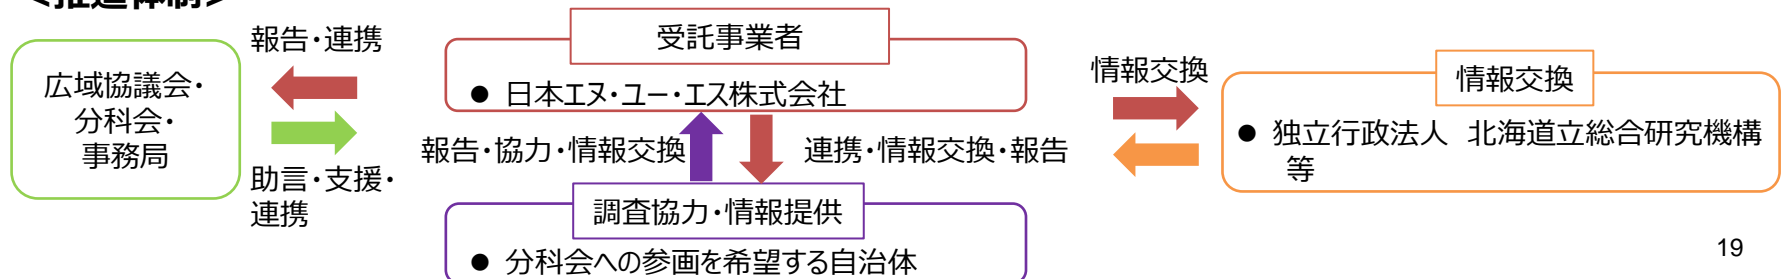 <推進体制>
報告・連携
広域協議会・
分科会・
事務局
助言・支援・
連携
受託事業者
● 日本エヌ・ユー・エス株式会社
報告・協力・情報交換
連携・情報交換・報告
調査協力・情報提供
● 分科会への参画を希望する自治体
情報交換
情報交換
● 独立行政法人 北海道立総合研究機構
等
19